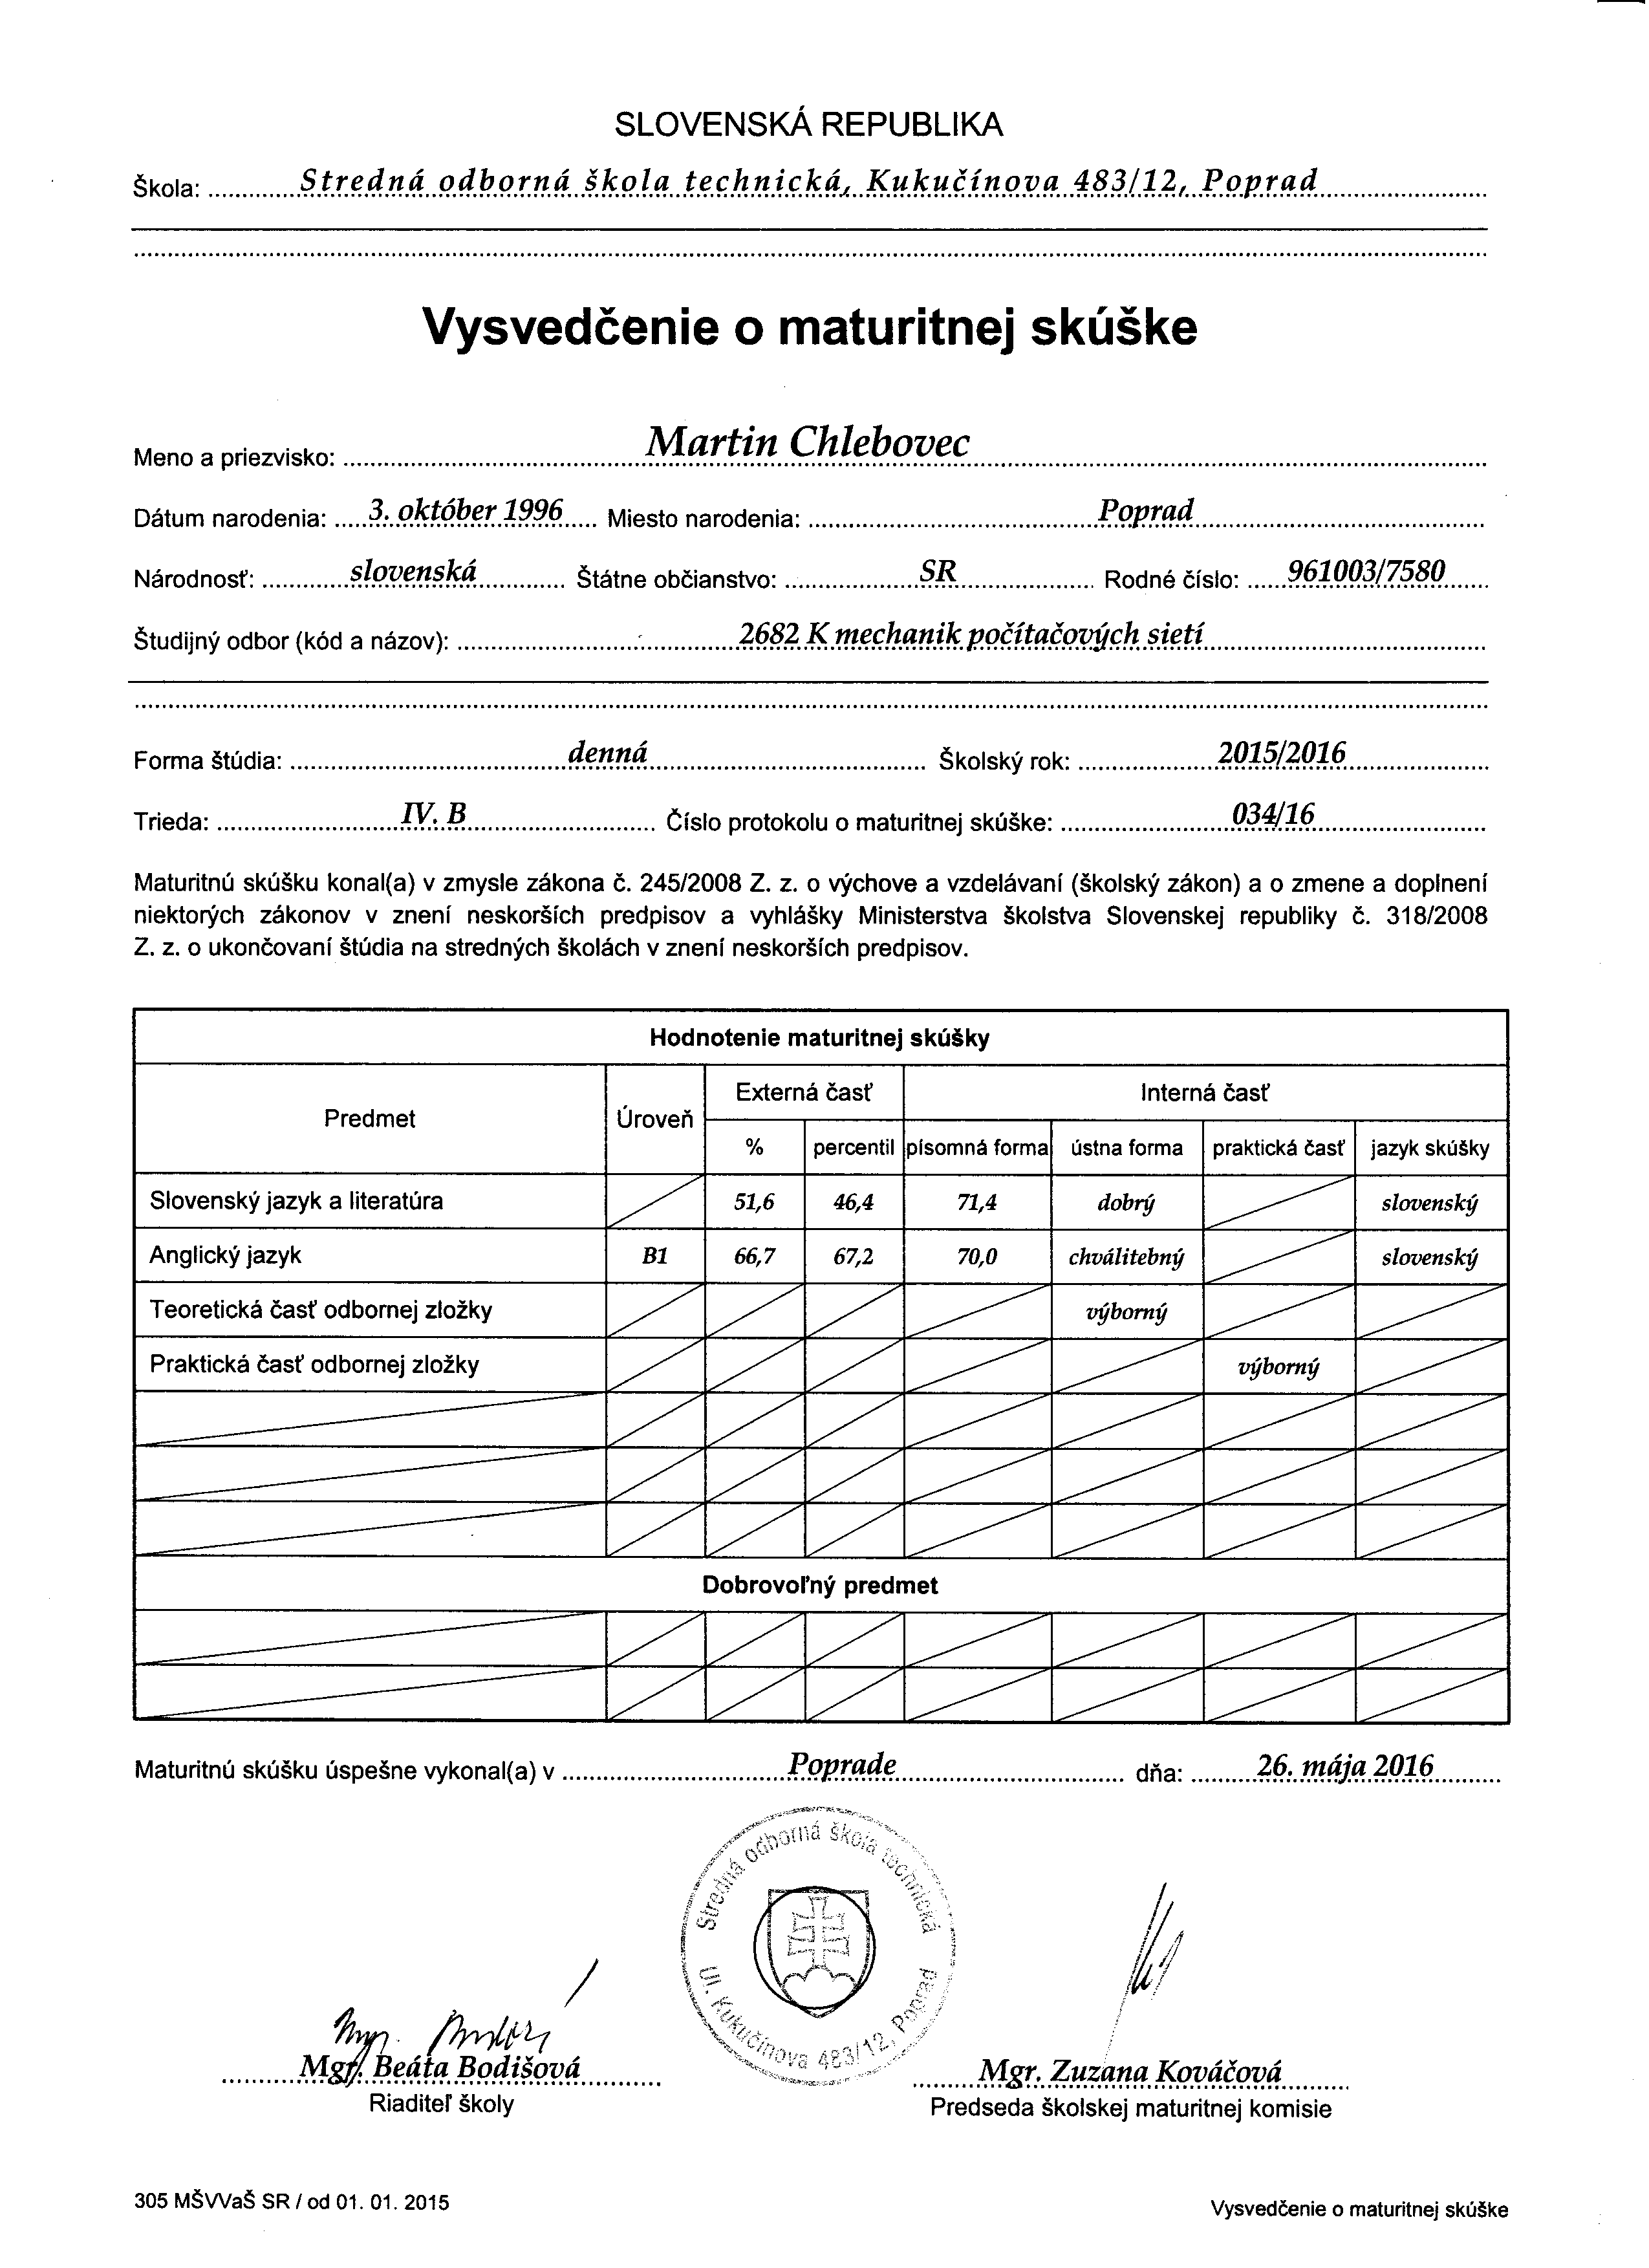 SLOVENSKÁ REPUBLIKA
Škola: Stredná odborná škola technická, Kukučínova 483/12, Poprad
Vysvedčenie o maturitnej skúške
Meno a priezvisko: Martin Chlebovec
Dátum narodenia: 3. október 1996 Miesto narodenia: Poprad
Národnosť: slovenská Štátne občianstvo: SR Rodné číslo: 961003/7580
Študijný odbor (kód a názov): 2682 K mechanik počítačových sietí
Forma štúdia: denná Školský rok: 2015/2016
Trieda: IV. B Číslo protokolu o maturitnej skúške: 034/16
Maturitnú skúšku konal(a) v zmysle zákona č. 245/2008 Z. z. o výchove a vzdelávaní (školský zákon) a o zmene a doplnení
niektorých zákonov v znení neskorších predpisov a vyhlášky Ministerstva školstva Slovenskej republiky č. 318/2008
Z. z. o ukončovaní štúdia na stredných školách v znení neskorších predpisov.
Hodnotenie maturitnej skúšky
Predmet Úroveň Externá časť Interná časť
% percentil písomná forma ústna forma praktická časť jazyk skúšky
Slovenský jazyk a literatúra 51,6 46,4 71,4 dobrý slovenský
Anglický jazyk B1 66,7 67,2 70,0 chválitebný slovenský
Teoretická časť odbornej zložky výborný
Praktická časť odbornej zložky výborný
Dobrovoľný predmet
Maturitnú skúšku úspešne vykonal(a) v Poprade dňa: 26. mája 2016
Stredná odborná škola technická
Ul. Kukučínova 483/12, Poprad
Mgr. Beáta Bodišová
Riaditeľ školy
Mgr. Zuzana Kováčová
Predseda školskej maturitnej komisie
305 MŠVVaŠ SR / od 01. 01. 2015
Vysvedčenie o maturitnej skúške